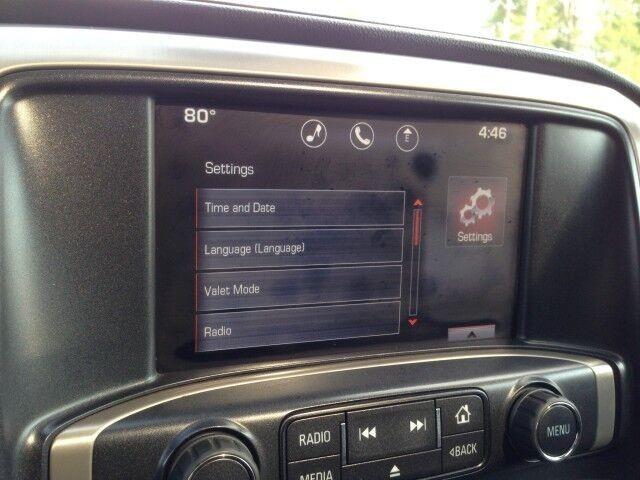 80°
E
4:46
Settings
Time and Date
Language (Language)
Valet Mode
Radio
Settings
RADIO
MEDIA
BACK
MENU